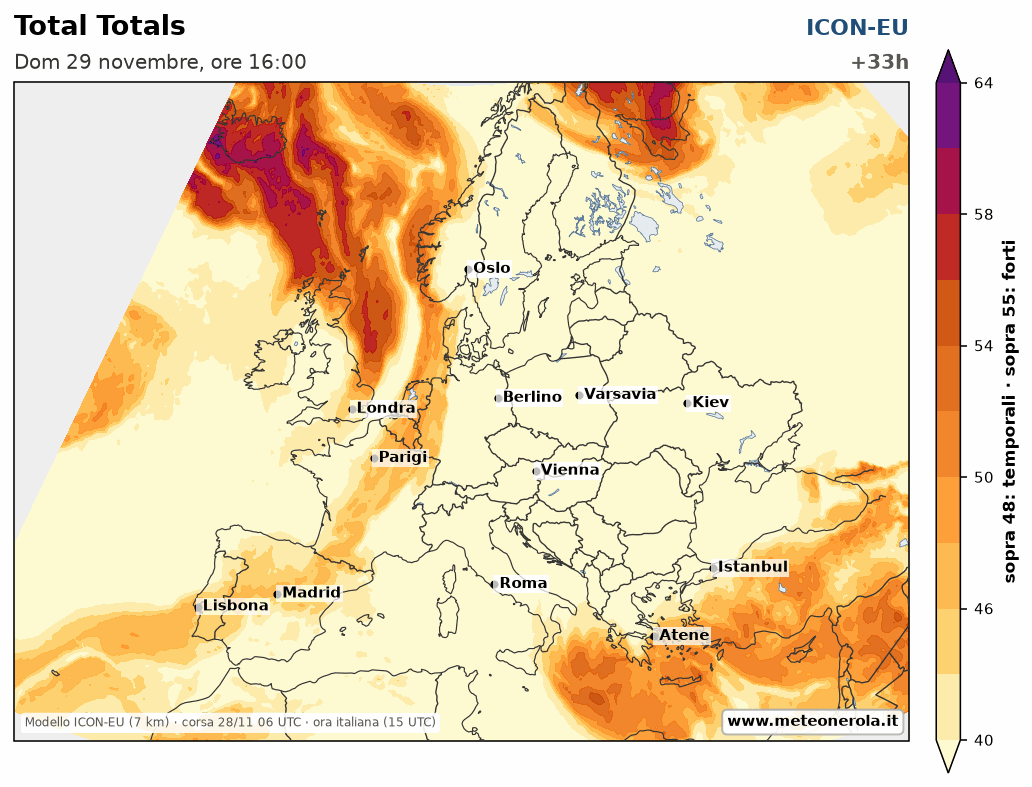 Total Totals
ICON-EU
Dom 29 novembre, ore 16:00
+33h
64
58
54
50
46
40
sopra 48: temporali · sopra 55: forti
Oslo
Berlino
Varsavia
Kiev
Londra
Parigi
Vienna
Istanbul
Roma
Madrid
Lisbona
Atene
Modello ICON-EU (7 km) · corsa 28/11 06 UTC · ora italiana (15 UTC)
www.meteonerola.it